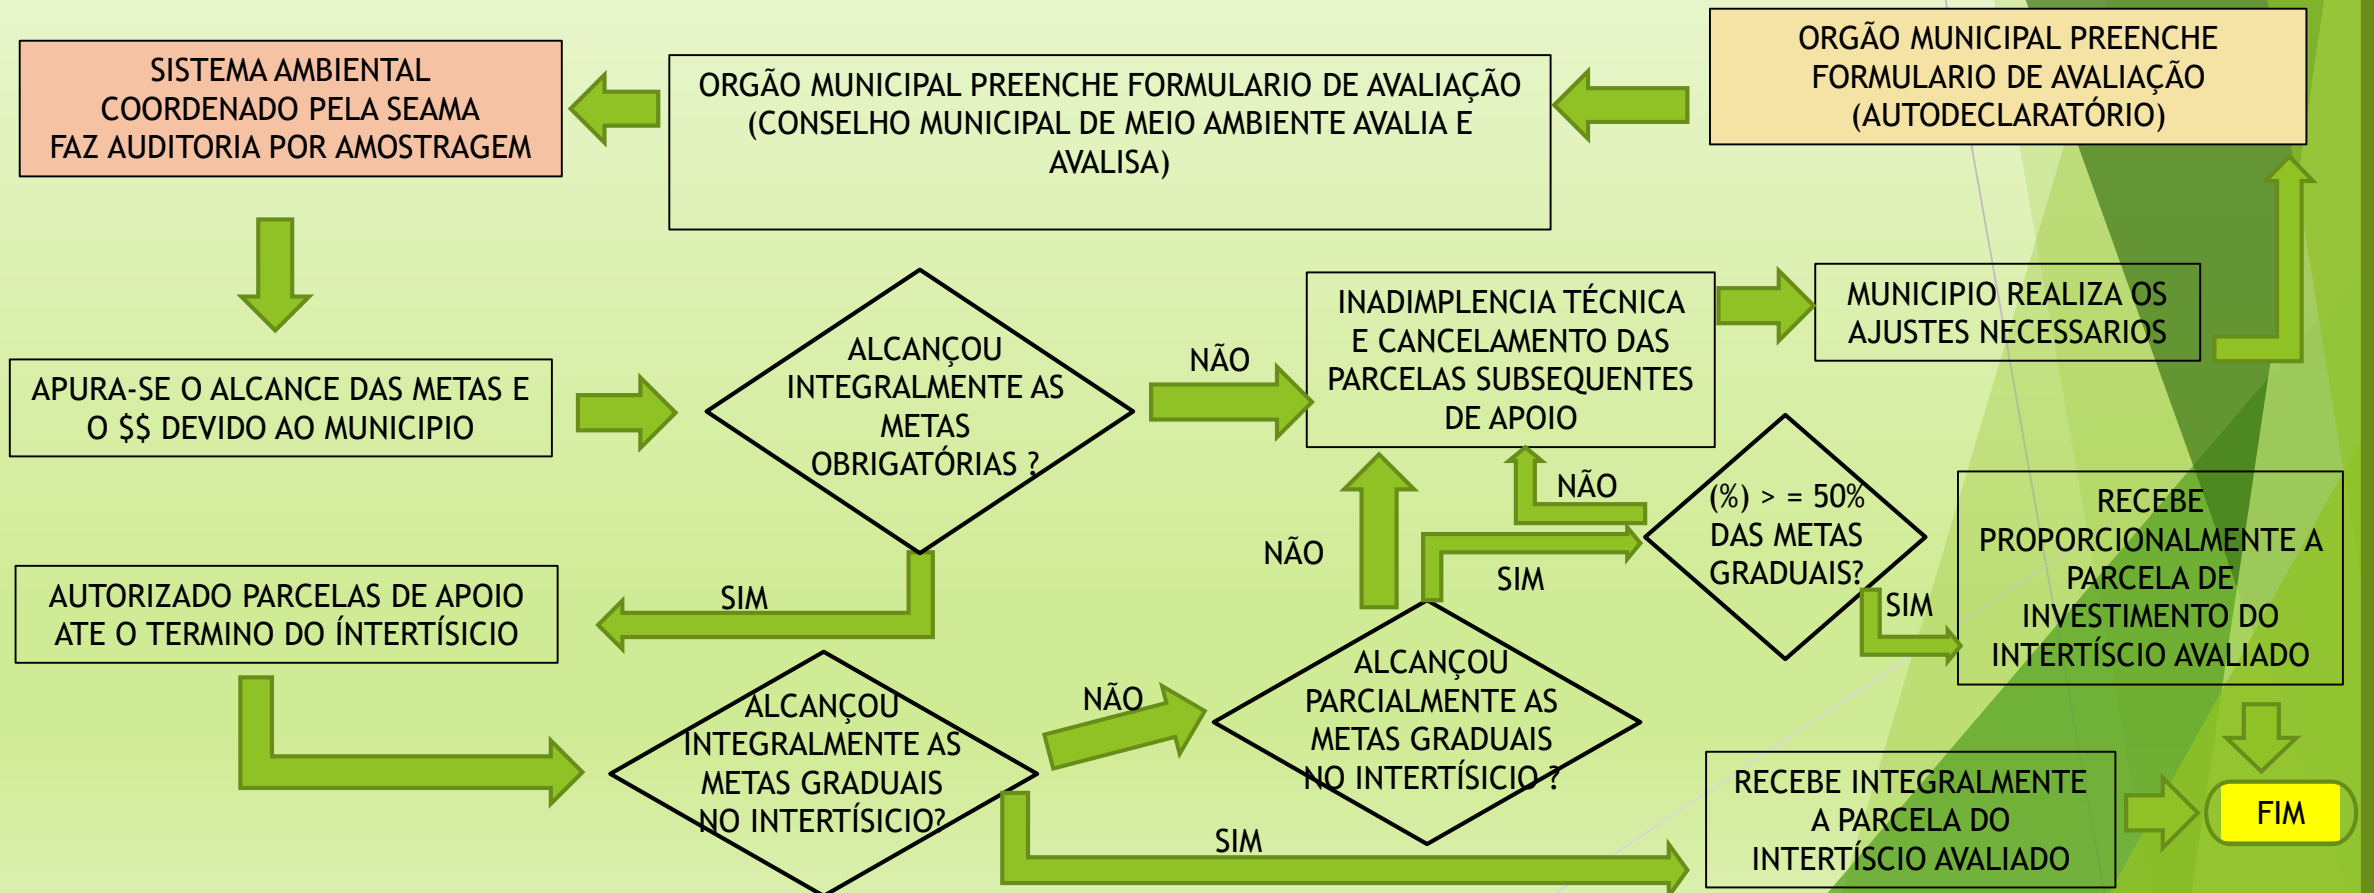 SISTEMA AMBIENTAL
COORDENADO PELA SEAMA
FAZ AUDITORIA POR AMOSTRAGEM
ORGÃO MUNICIPAL PREENCHE FORMULARIO DE AVALIAÇÃO
(CONSELHO MUNICIPAL DE MEIO AMBIENTE AVALIA E
AVALISA)
ORGÃO MUNICIPAL PREENCHE
FORMULARIO DE AVALIAÇÃO
(AUTODECLARATÓRIO)
APURA-SE O ALCANCE DAS METAS E
O $$ DEVIDO AO MUNICIPIO
ALCANÇOU
INTEGRALMENTE AS
METAS
OBRIGATÓRIAS ?
NÃO
INADIMPLENCIA TÉCNICA
E CANCELAMENTO DAS
PARCELAS SUBSEQUENTES
DE APOIO
MUNICIPIO REALIZA OS
AJUSTES NECESSARIOS
SIM
AUTORIZADO PARCELAS DE APOIO
ATE O TERMINO DO ÍNTERTÍSICIO
ALCANÇOU
INTEGRALMENTE AS
METAS GRADUAIS
NO INTERTÍSICIO?
NÃO
ALCANÇOU
PARCIALMENTE AS
METAS GRADUAIS
NO INTERTÍSICIO ?
NÃO
SIM
NÃO
(%) > = 50%
DAS METAS
GRADUAIS?
SIM
RECEBE
PROPORCIONALMENTE A
PARCELA DE
INVESTIMENTO DO
INTERTÍSCIO AVALIADO
SIM
RECEBE INTEGRALMENTE
A PARCELA DO
INTERTÍSCIO AVALIADO
FIM